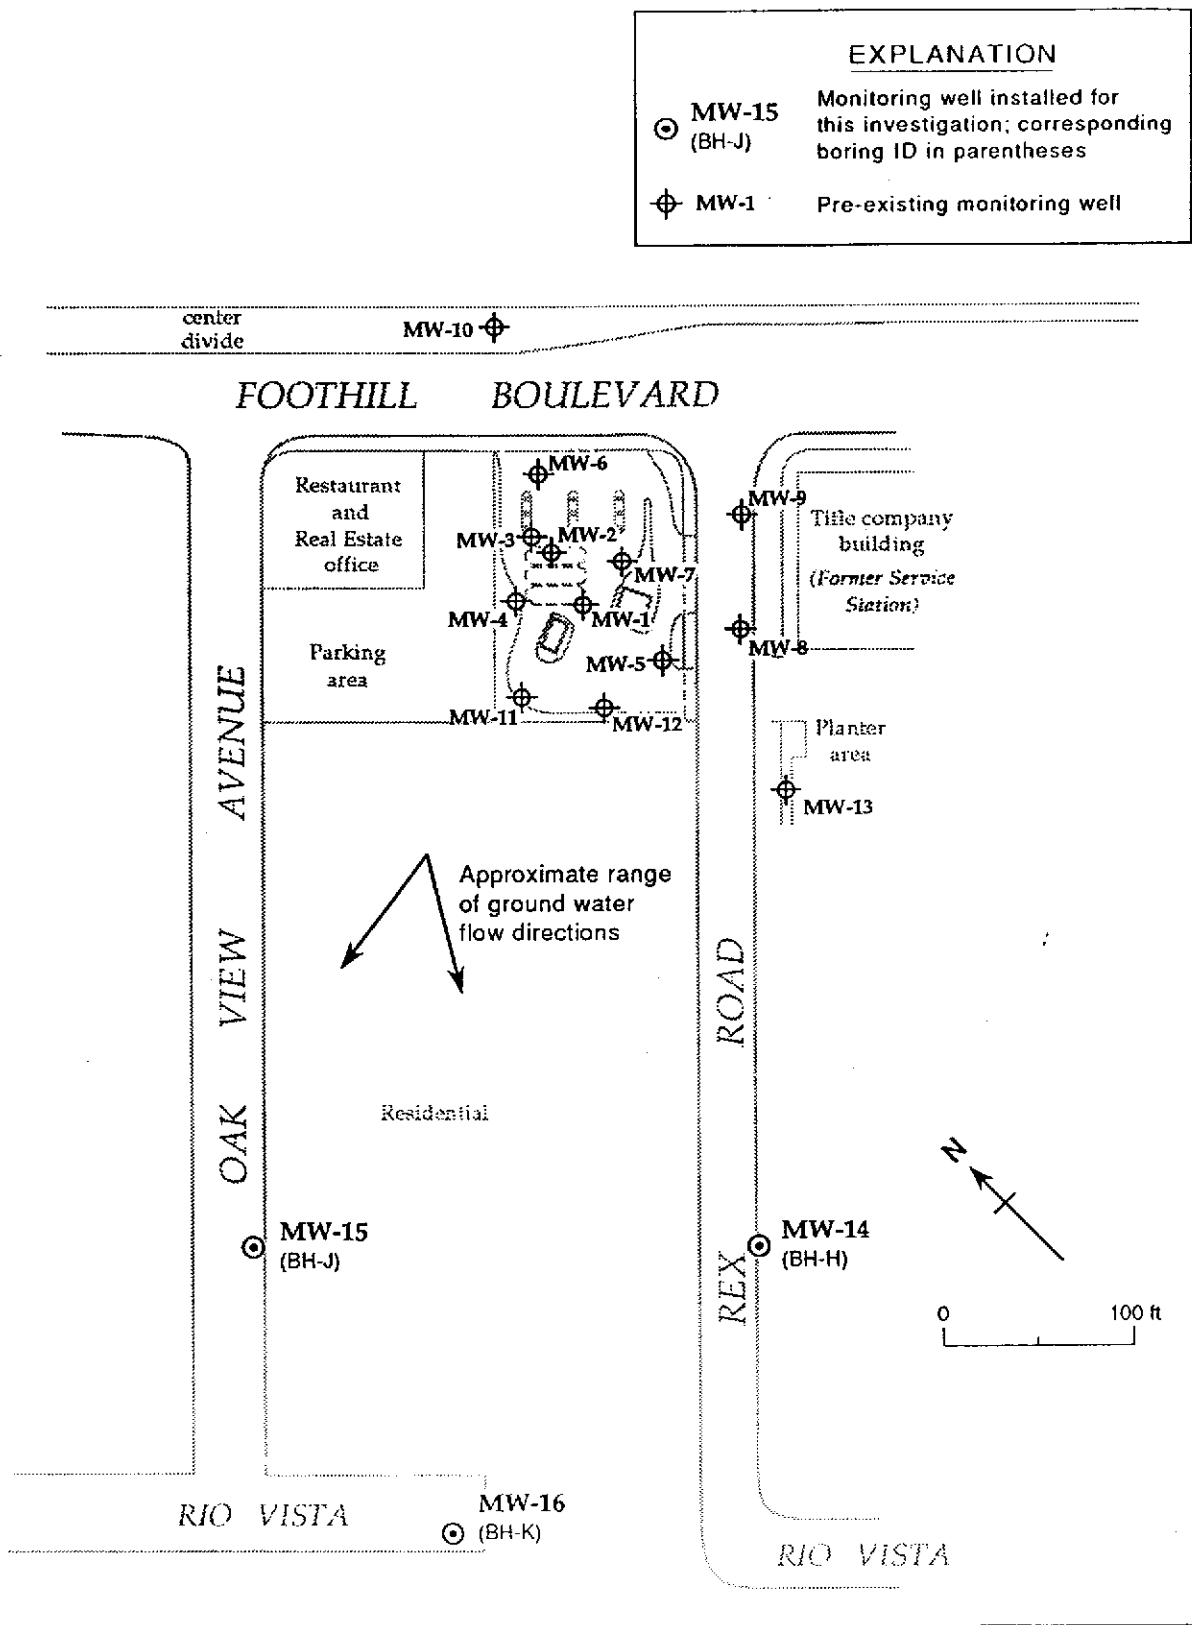 EXPLANATION
MW-15
(BH-J)
Monitoring well installed for
this investigation; corresponding
boring ID in parentheses
MW-1
Pre-existing monitoring well
center
divide
MW-10
FOOTHILL BOULEVARD
Restaurant
and
Real Estate
office
MW-6
MW-9
MW-3
MW-2
Title company
building
(Former Service
Station)
MW-7
MW-4
MW-1
MW-8
Parking
area
MW-5
MW-11
MW-12
Planter
area
MW-13
OAK VIEW AVENUE
Approximate range
of ground water
flow directions
REX ROAD
Residential
N
MW-15
(BH-J)
MW-14
(BH-H)
0 100 ft
MW-16
(BH-K)
RIO VISTA
RIO VISTA